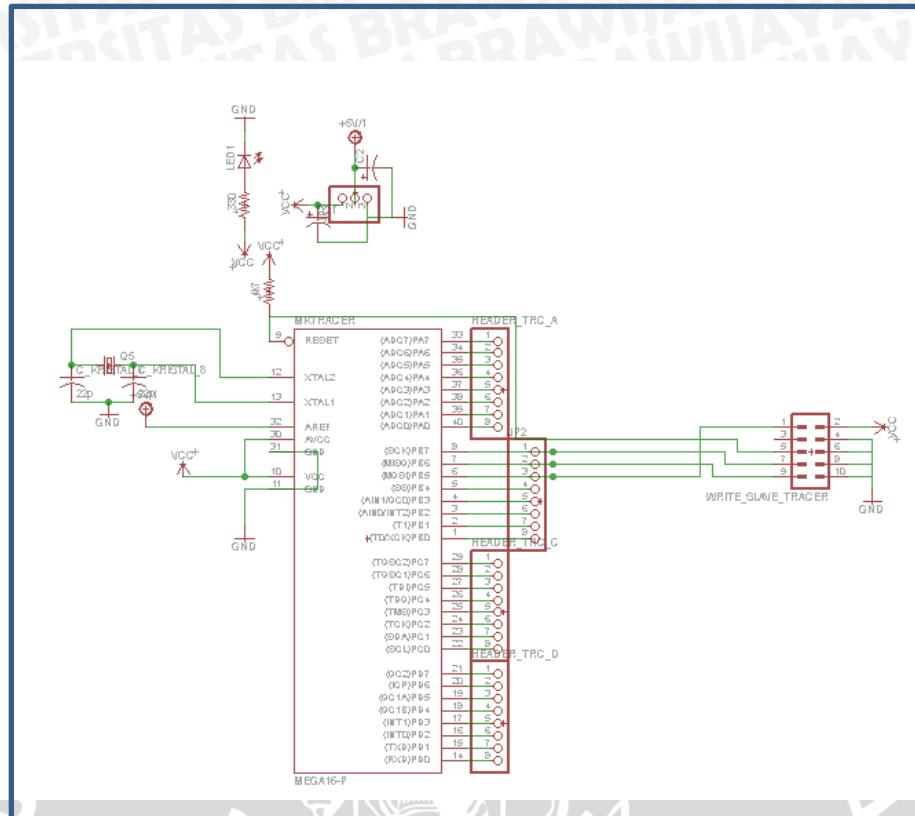 GND
+5V/1
LED1
C2
330
VCC
GND
VCC
VCC
4K7
MKTRACER
HEADER_TRC_A
9 RESET
(ADC7)PA7 33 1
(ADC6)PA6 34 2
(ADC5)PA5 35 3
(ADC4)PA4 36 4
(ADC3)PA3 37 5
(ADC2)PA2 38 6
(ADC1)PA1 39 7
(ADC0)PA0 40 8
Q5
12 XTAL2
22p
GND
13 XTAL1
32 AREF
30 AVCC
31 GND
VCC
10 VCC
11 GND
GND
JP2
(SCK)PB7 8 1
(MISO)PB6 7 2
(MOSI)PB5 6 3
(SS)PB4 5 4
(AIN1/OC0)PB3 4 5
(AIN0/INT2)PB2 3 6
(T1)PB1 2 7
(T0/XCK)PB0 1 8
1 2
3 4
5 6
7 8
9 10
VCC
WRITE_SLAVE_TRACER
GND
HEADER_TRC_C
(TOSC2)PC7 29 1
(TOSC1)PC6 28 2
(TDI)PC5 27 3
(TDO)PC4 26 4
(TMS)PC3 25 5
(TCK)PC2 24 6
(SDA)PC1 23 7
(SCL)PC0 22 8
HEADER_TRC_D
(OC2)PD7 21 1
(ICP)PD6 20 2
(OC1A)PD5 19 3
(OC1B)PD4 18 4
(INT1)PD3 17 5
(INT0)PD2 16 6
(TXD)PD1 15 7
(RXD)PD0 14 8
MEGA16-P